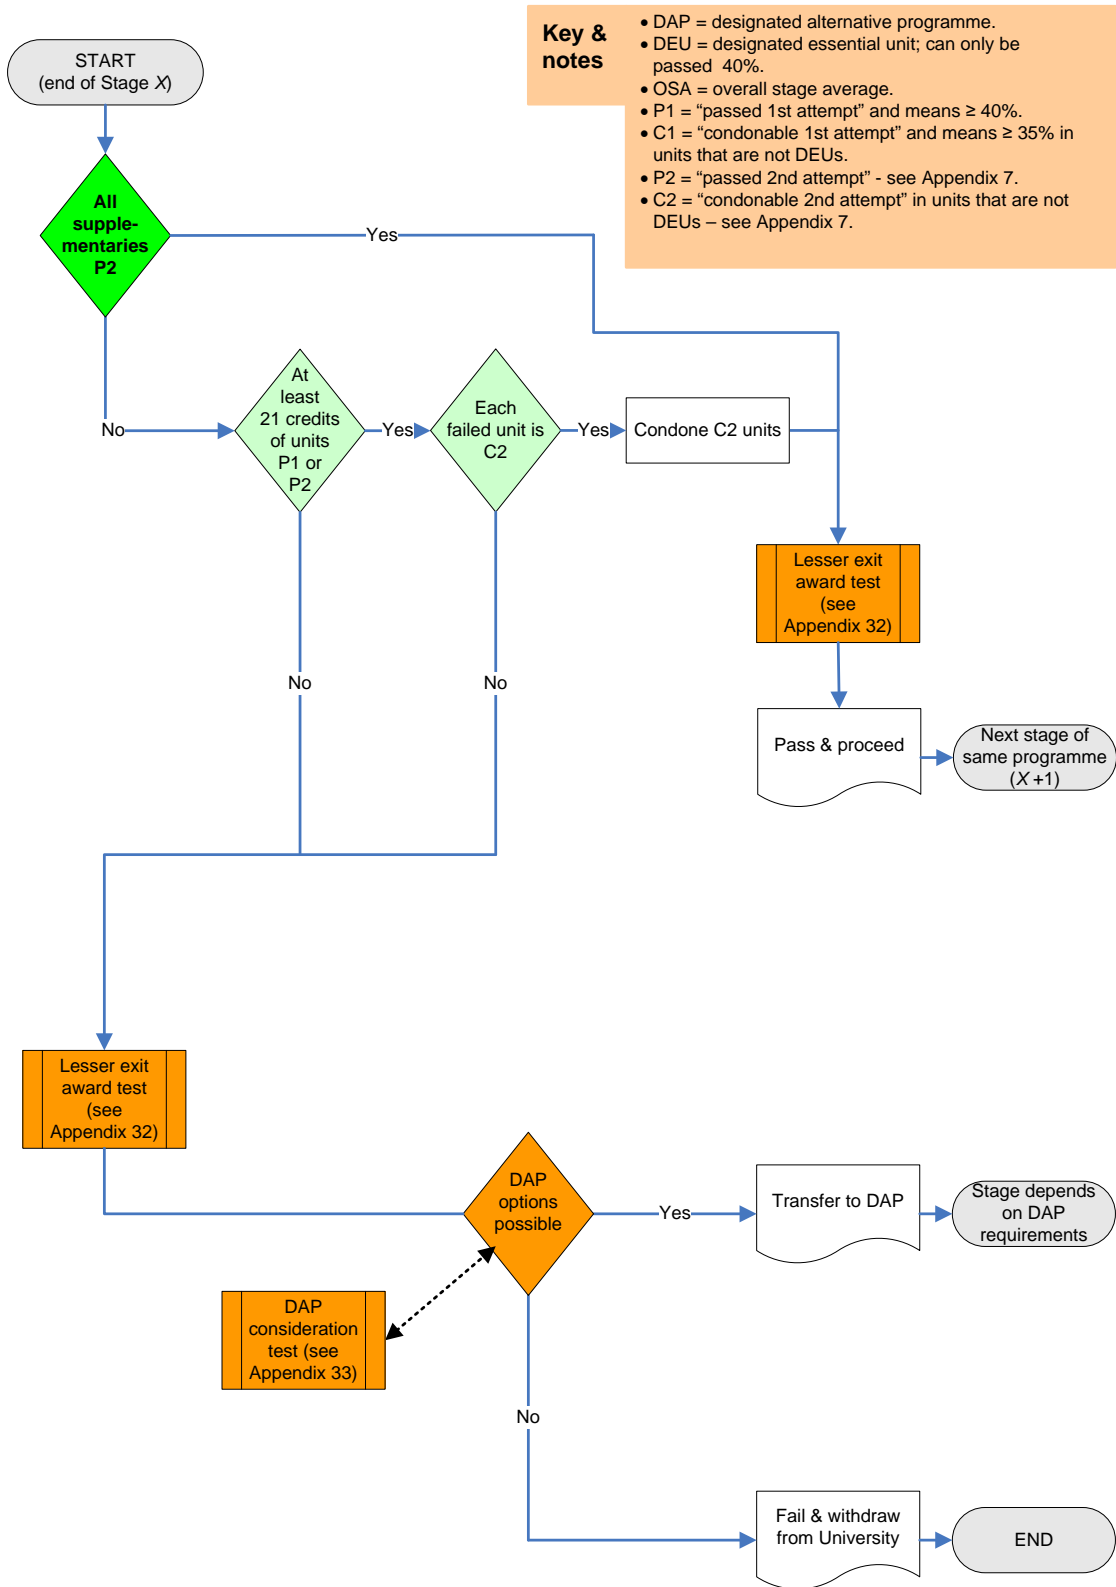 Key &
notes
• DAP = designated alternative programme.
• DEU = designated essential unit; can only be
passed  40%.
• OSA = overall stage average.
• P1 = “passed 1st attempt” and means ≥ 40%.
• C1 = “condonable 1st attempt” and means ≥ 35% in
units that are not DEUs.
• P2 = “passed 2nd attempt” - see Appendix 7.
• C2 = “condonable 2nd attempt” in units that are not
DEUs – see Appendix 7.
START
(end of Stage X)
All
supple-
mentaries
P2
Yes
No
At
least
21 credits
of units
P1 or
P2
Yes
Each
failed unit is
C2
Yes
Condone C2 units
Lesser exit
award test
(see
Appendix 32)
No
No
Pass & proceed
Next stage of
same programme
(X +1)
Lesser exit
award test
(see
Appendix 32)
DAP
options
possible
Yes
Transfer to DAP
Stage depends
on DAP
requirements
DAP
consideration
test (see
Appendix 33)
No
Fail & withdraw
from University
END